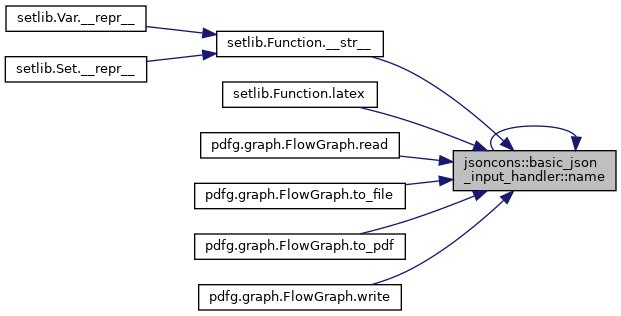 setlib.Var.__repr__
setlib.Set.__repr__
setlib.Function.__str__
setlib.Function.latex
pdfg.graph.FlowGraph.read
pdfg.graph.FlowGraph.to_file
pdfg.graph.FlowGraph.to_pdf
pdfg.graph.FlowGraph.write
jsoncons::basic_json
_input_handler::name